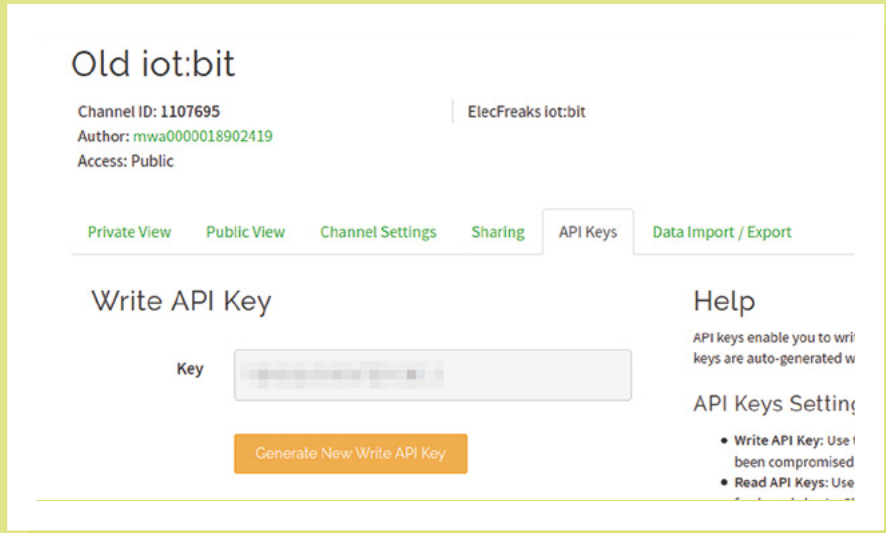 Old iot:bit
Channel ID: 1107695
Author: mwa0000018902419
Access: Public
ElecFreaks iot:bit
Private View Public View Channel Settings Sharing API Keys Data Import / Export
Write API Key
Key
Generate New Write API Key
Help
API keys enable you to wri
keys are auto-generated w
API Keys Setting
• Write API Key: Use
been compromised
• Read API Keys: Use